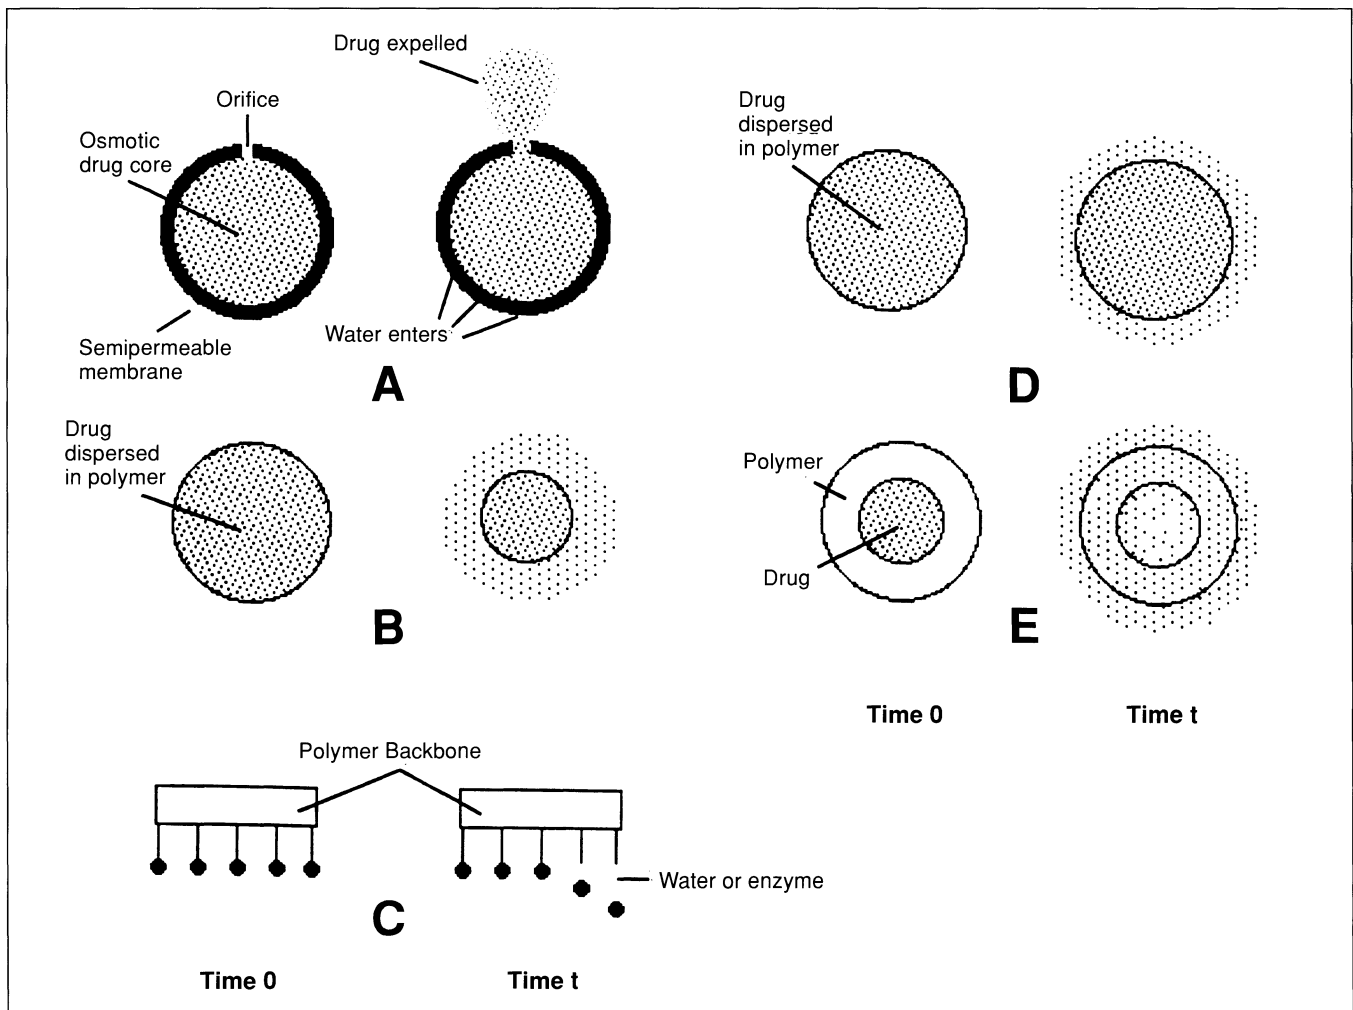 Drug expelled
Orifice
Osmotic
drug core
Water enters
Semipermeable
membrane
A
Drug
dispersed
in polymer
D
Drug
dispersed
in polymer
B
Polymer
Drug
E
Time 0
Time t
Polymer Backbone
Water or enzyme
C
Time 0
Time t